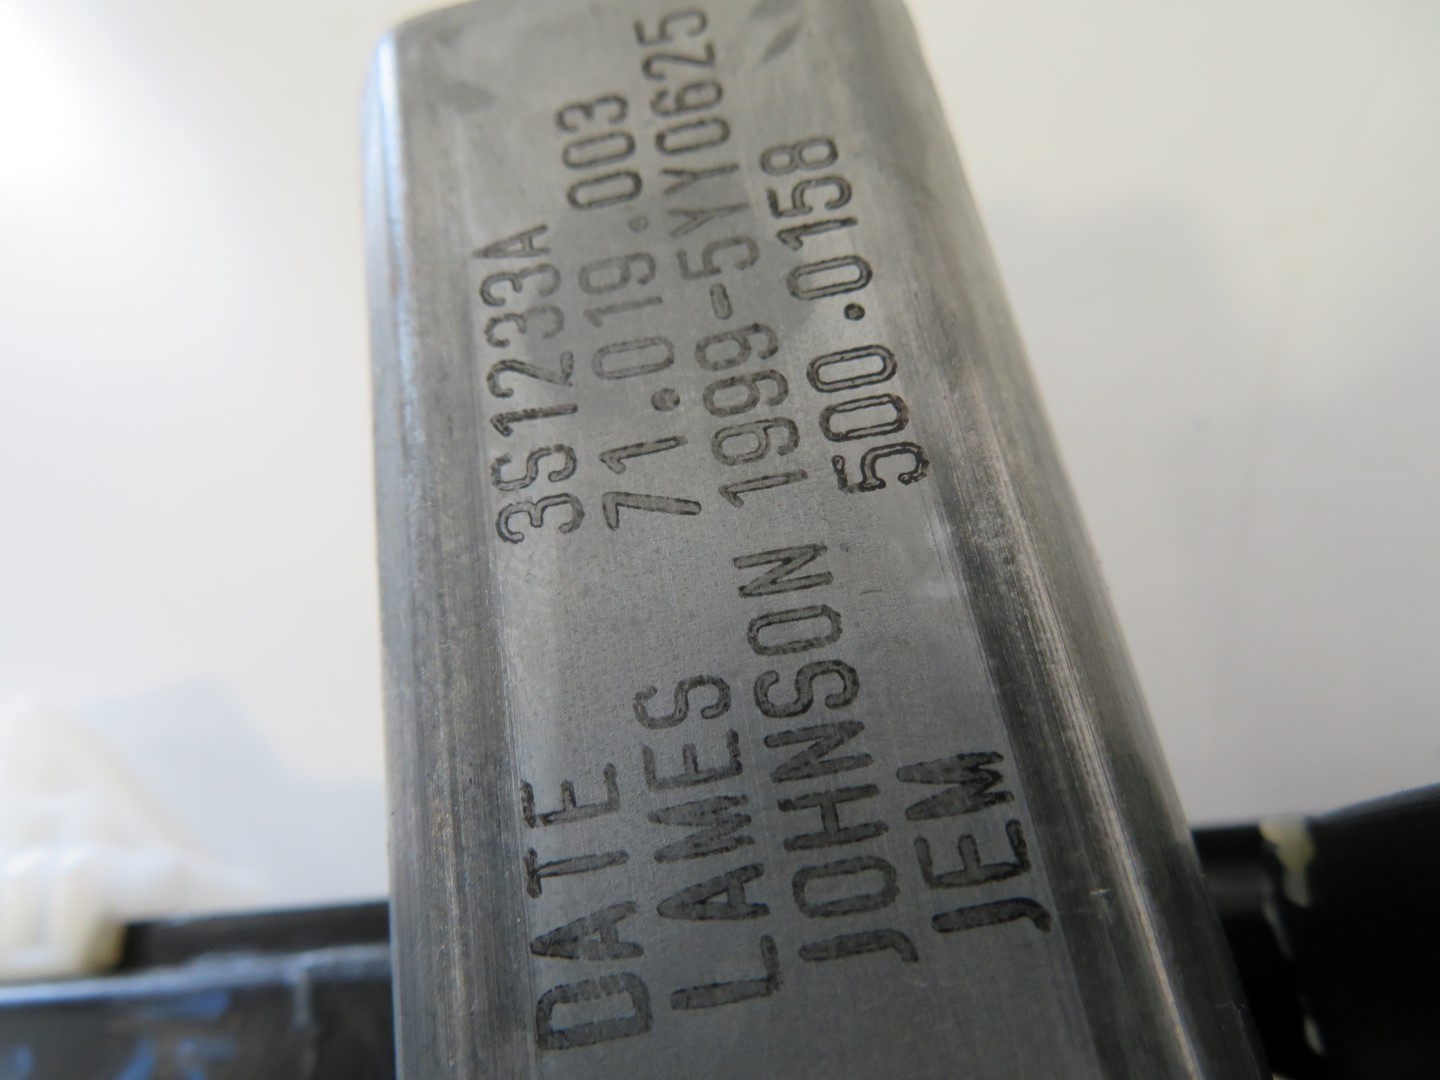 DATE 3S1233A
LAMES 71.019.003
JOHNSON 1999-5YY0625
JEM 500.0158